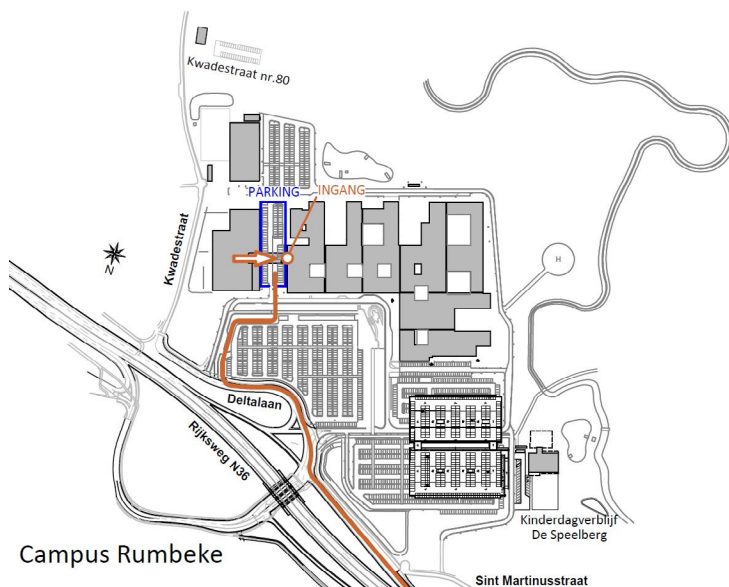 Kwadestraat nr.80
PARKING
INGANG
Kwadestraat
N
H
Deltalaan
Rijksweg N36
Kinderdagverblijf
De Speelberg
Campus Rumbeke
Sint Martinusstraat